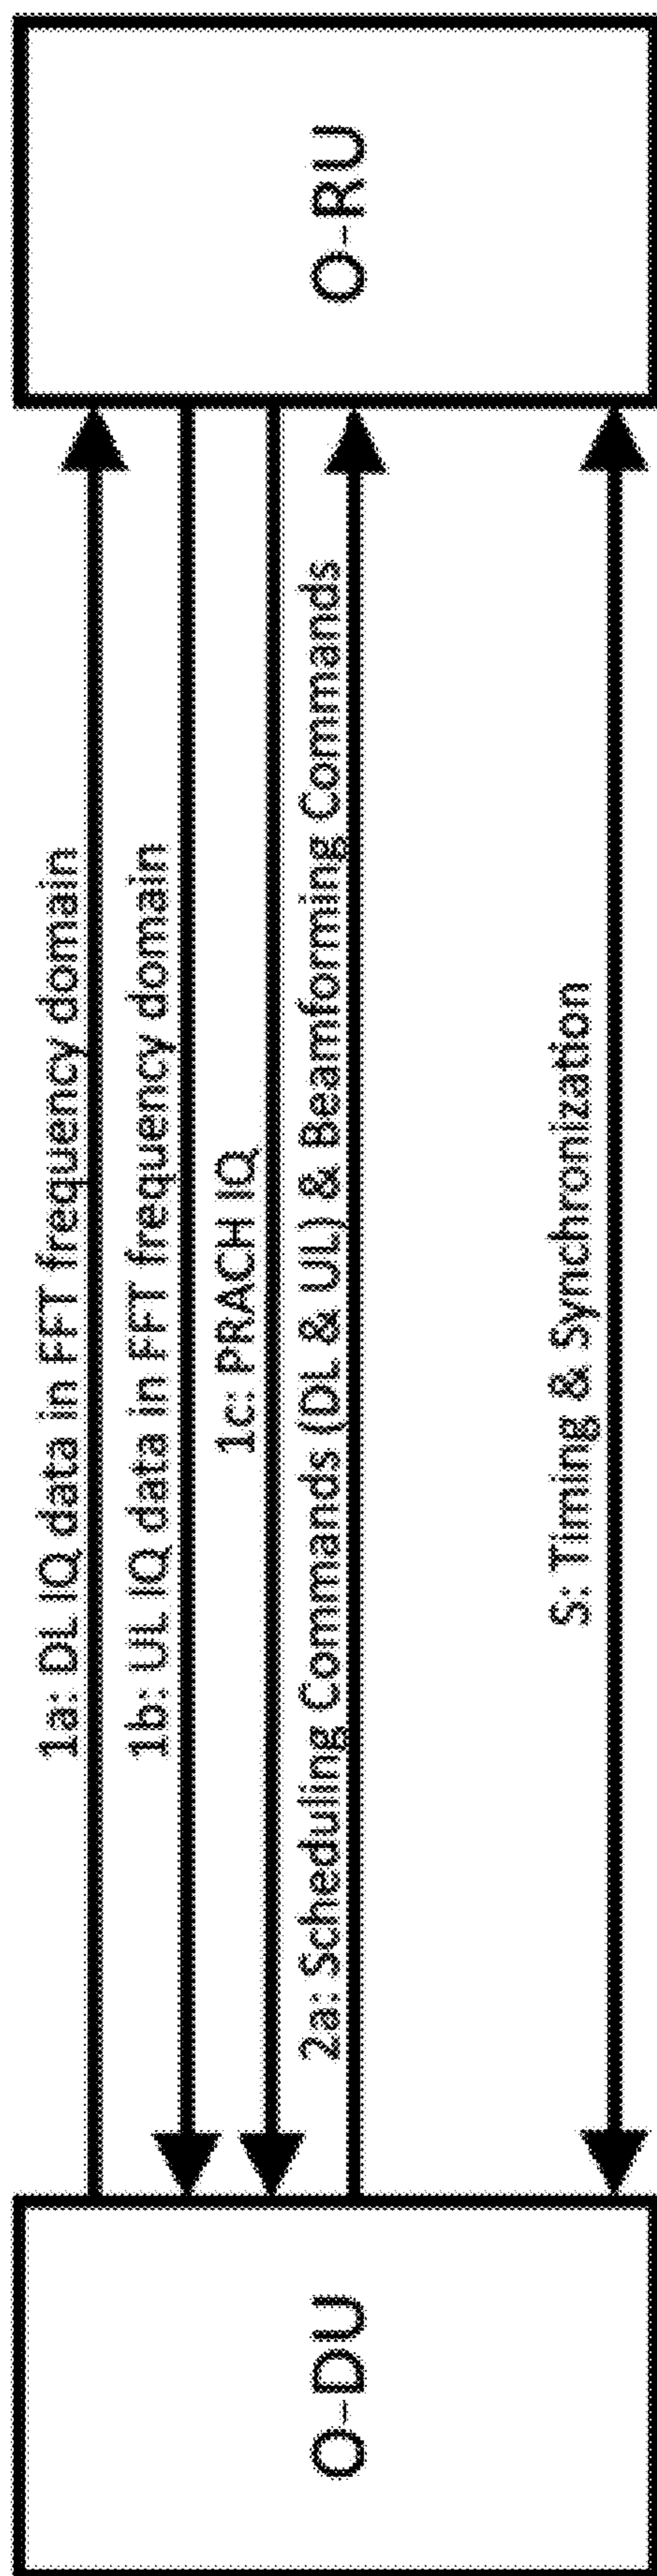 O-DU
1a: DL IQ data in FFT frequency domain
1b: UL IQ data in FFT frequency domain
1c: PRACH IQ
2a: Scheduling Commands (DL & UL) & Beamforming Commands
S: Timing & Synchronization
O-RU